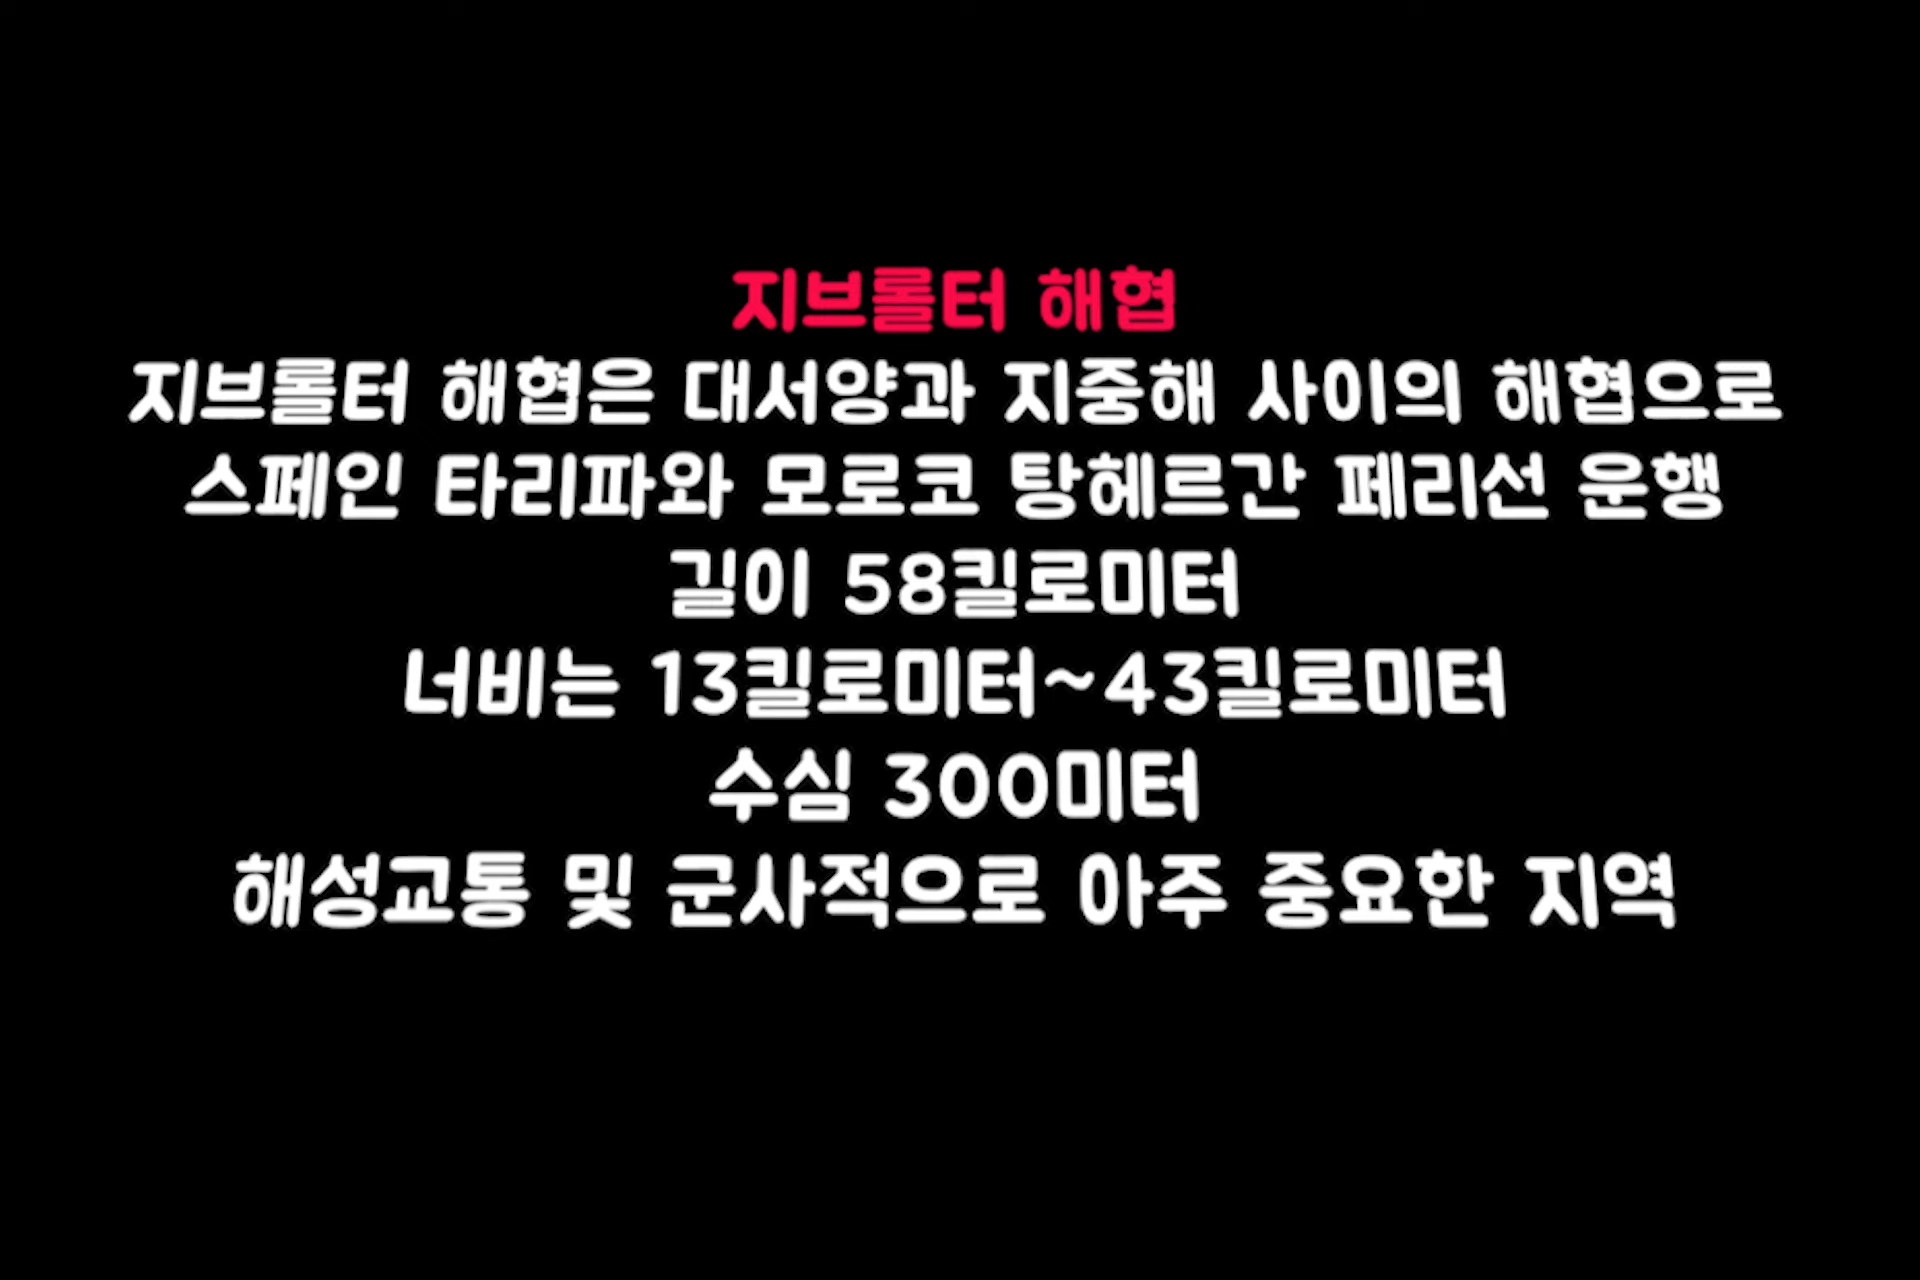 지브롤터 해협
지브롤터 해협은 대서양과 지중해 사이의 해협으로
스페인 타리파와 모로코 탕헤르간 페리선 운행
길이 58킬로미터
너비는 13킬로미터~43킬로미터
수심 300미터
해성교통 및 군사적으로 아주 중요한 지역